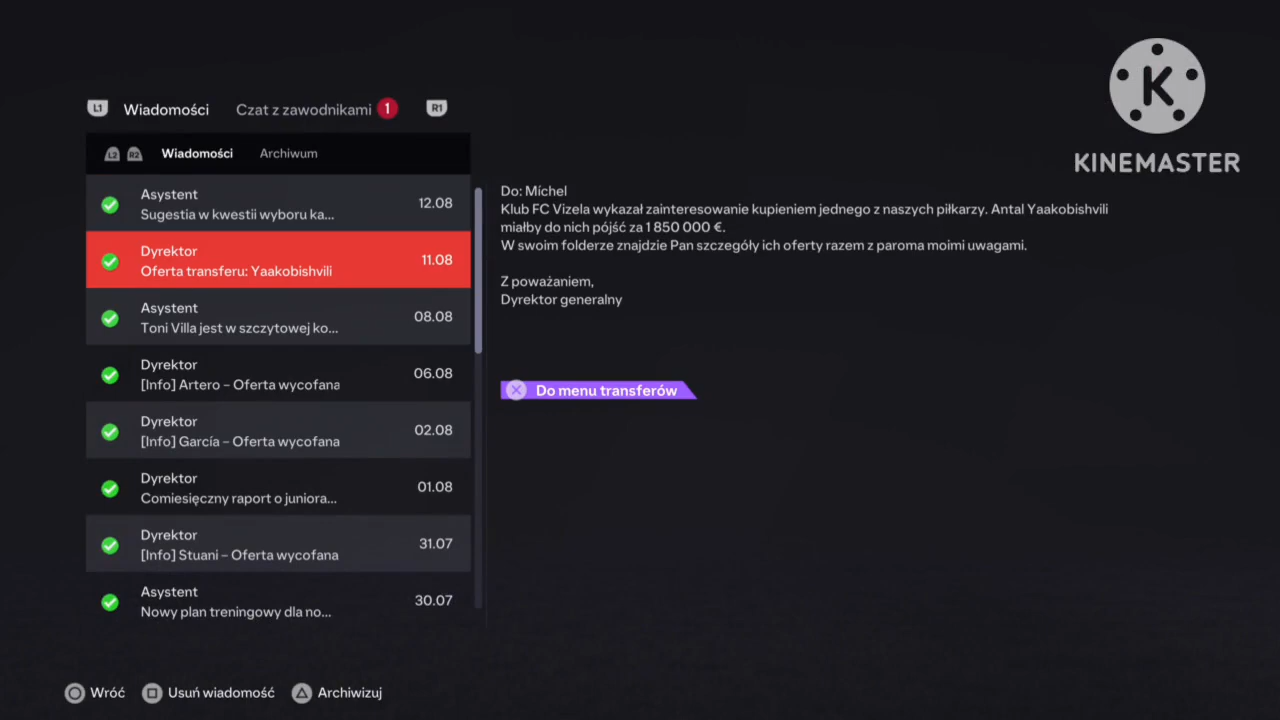 L1 Wiadomości Czat z zawodnikami 1 R1
K
KINEMASTER
L2 R2 Wiadomości Archiwum
Asystent
Sugestia w kwestii wyboru ka...
12.08
Dyrektor
Oferta transferu: Yaakobishvili
11.08
Asystent
Toni Villa jest w szczytowej ko...
08.08
Dyrektor
[Info] Artero – Oferta wycofana
06.08
Dyrektor
[Info] García – Oferta wycofana
02.08
Dyrektor
Comiesięczny raport o juniora...
01.08
Dyrektor
[Info] Stuani – Oferta wycofana
31.07
Asystent
Nowy plan treningowy dla no...
30.07
Do: Míchel
Klub FC Vizela wykazał zainteresowanie kupieniem jednego z naszych piłkarzy. Antal Yaakobishvili
miałby do nich pójść za 1 850 000 €.
W swoim folderze znajdzie Pan szczegóły ich oferty razem z paroma moimi uwagami.
Z poważaniem,
Dyrektor generalny
Do menu transferów
Wróć Usuń wiadomość Archiwizuj